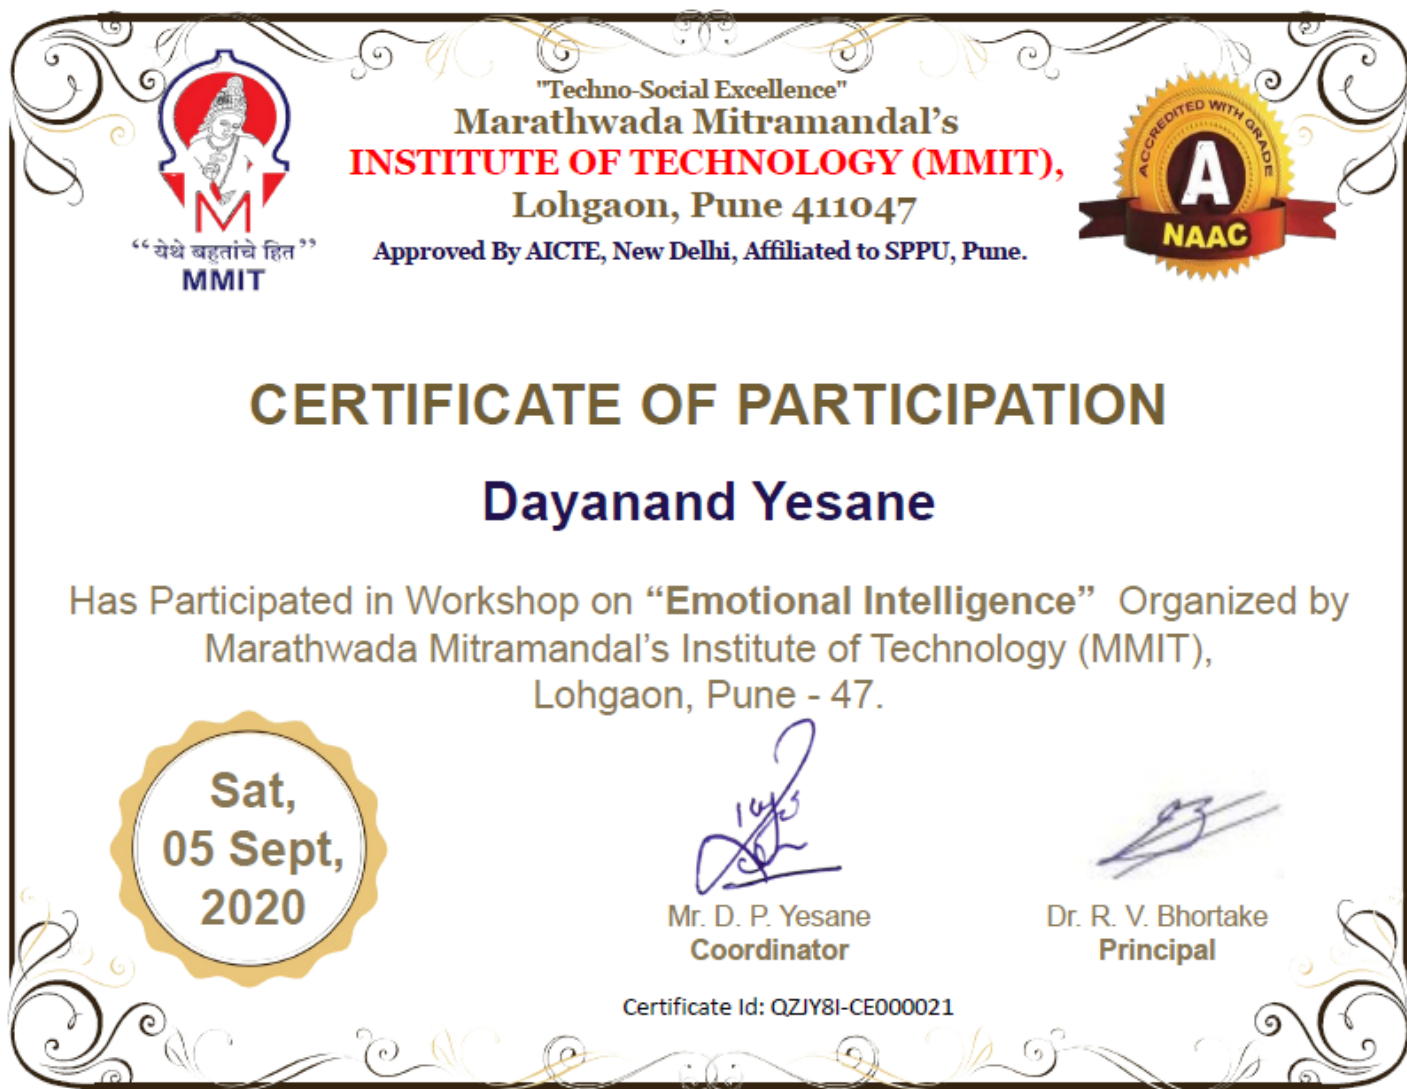 "Techno-Social Excellence"
Marathwada Mitramandal's
INSTITUTE OF TECHNOLOGY (MMIT),
Lohgaon, Pune 411047
Approved By AICTE, New Delhi, Affiliated to SPPU, Pune.
“येथे बहुतांचे हित”
MMIT
ACCREDITED WITH GRADE
A
NAAC
CERTIFICATE OF PARTICIPATION
Dayanand Yesane
Has Participated in Workshop on “Emotional Intelligence” Organized by
Marathwada Mitramandal's Institute of Technology (MMIT),
Lohgaon, Pune - 47.
Sat,
05 Sept,
2020
Mr. D. P. Yesane
Coordinator
Dr. R. V. Bhortake
Principal
Certificate Id: QZJY8I-CE000021